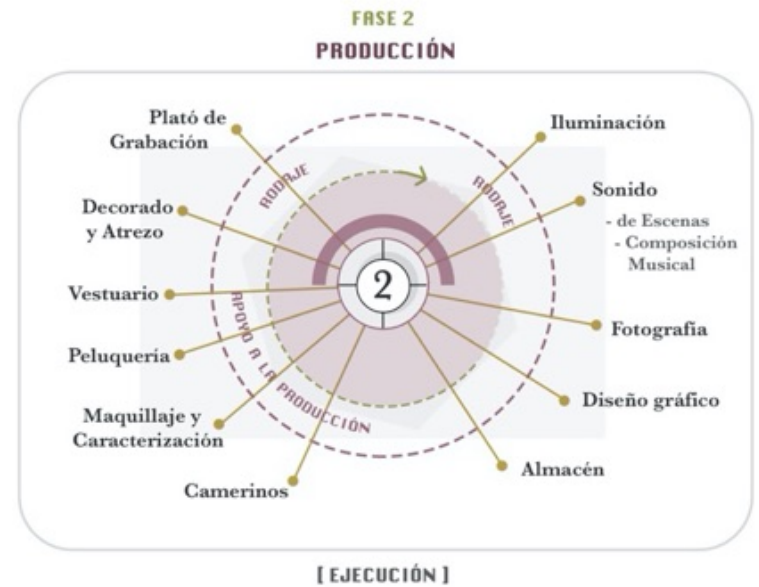 FASE 2
PRODUCCIÓN
Plató de
Grabación
Iluminación
RODAJE
RODAJE
Sonido
- de Escenas
- Composición
Musical
Decorado
y Atrezo
2
Vestuario
APOYO A LA PRODUCCIÓN
Fotografía
Peluquería
Diseño gráfico
Maquillaje y
Caracterización
Almacén
Camerinos
[ EJECUCIÓN ]